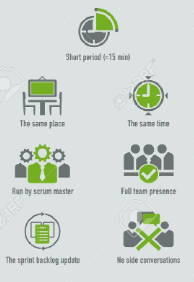 Short period (≈15 min)
The same place
The same time
Run by scrum master
Full team presence
The sprint backlog update
No side conversations